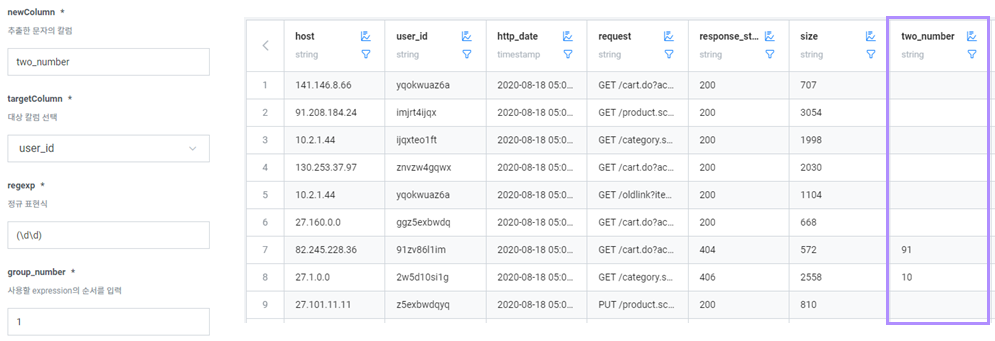 newColumn *
추출한 문자의 칼럼
two_number
targetColumn *
대상 칼럼 선택
user_id
regexp *
정규 표현식
(\d\d)
group_number *
사용할 expression의 순서를 입력
1
host user_id http_date request response_st... size two_number
string string timestamp string string string string
1 141.146.8.66 yqokwuaz6a 2020-08-18 05:0... GET /cart.do?ac... 200 707
2 91.208.184.24 imjrt4ijqx 2020-08-18 05:0... GET /product.sc... 200 3054
3 10.2.1.44 ijqxteo1ft 2020-08-18 05:0... GET /category.s... 200 1998
4 130.253.37.97 znvzw4gqwx 2020-08-18 05:0... GET /cart.do?ac... 200 2030
5 10.2.1.44 yqokwuaz6a 2020-08-18 05:0... GET /oldlink?ite... 200 1104
6 27.160.0.0 ggz5exbwdq 2020-08-18 05:0... GET /cart.do?ac... 200 668
7 82.245.228.36 91zv86l1im 2020-08-18 05:0... GET /cart.do?ac... 404 572 91
8 27.1.0.0 2w5d10si1g 2020-08-18 05:0... GET /category.s... 406 2558 10
9 27.101.11.11 z5exbwdqyq 2020-08-18 05:0... PUT /product.sc... 200 810